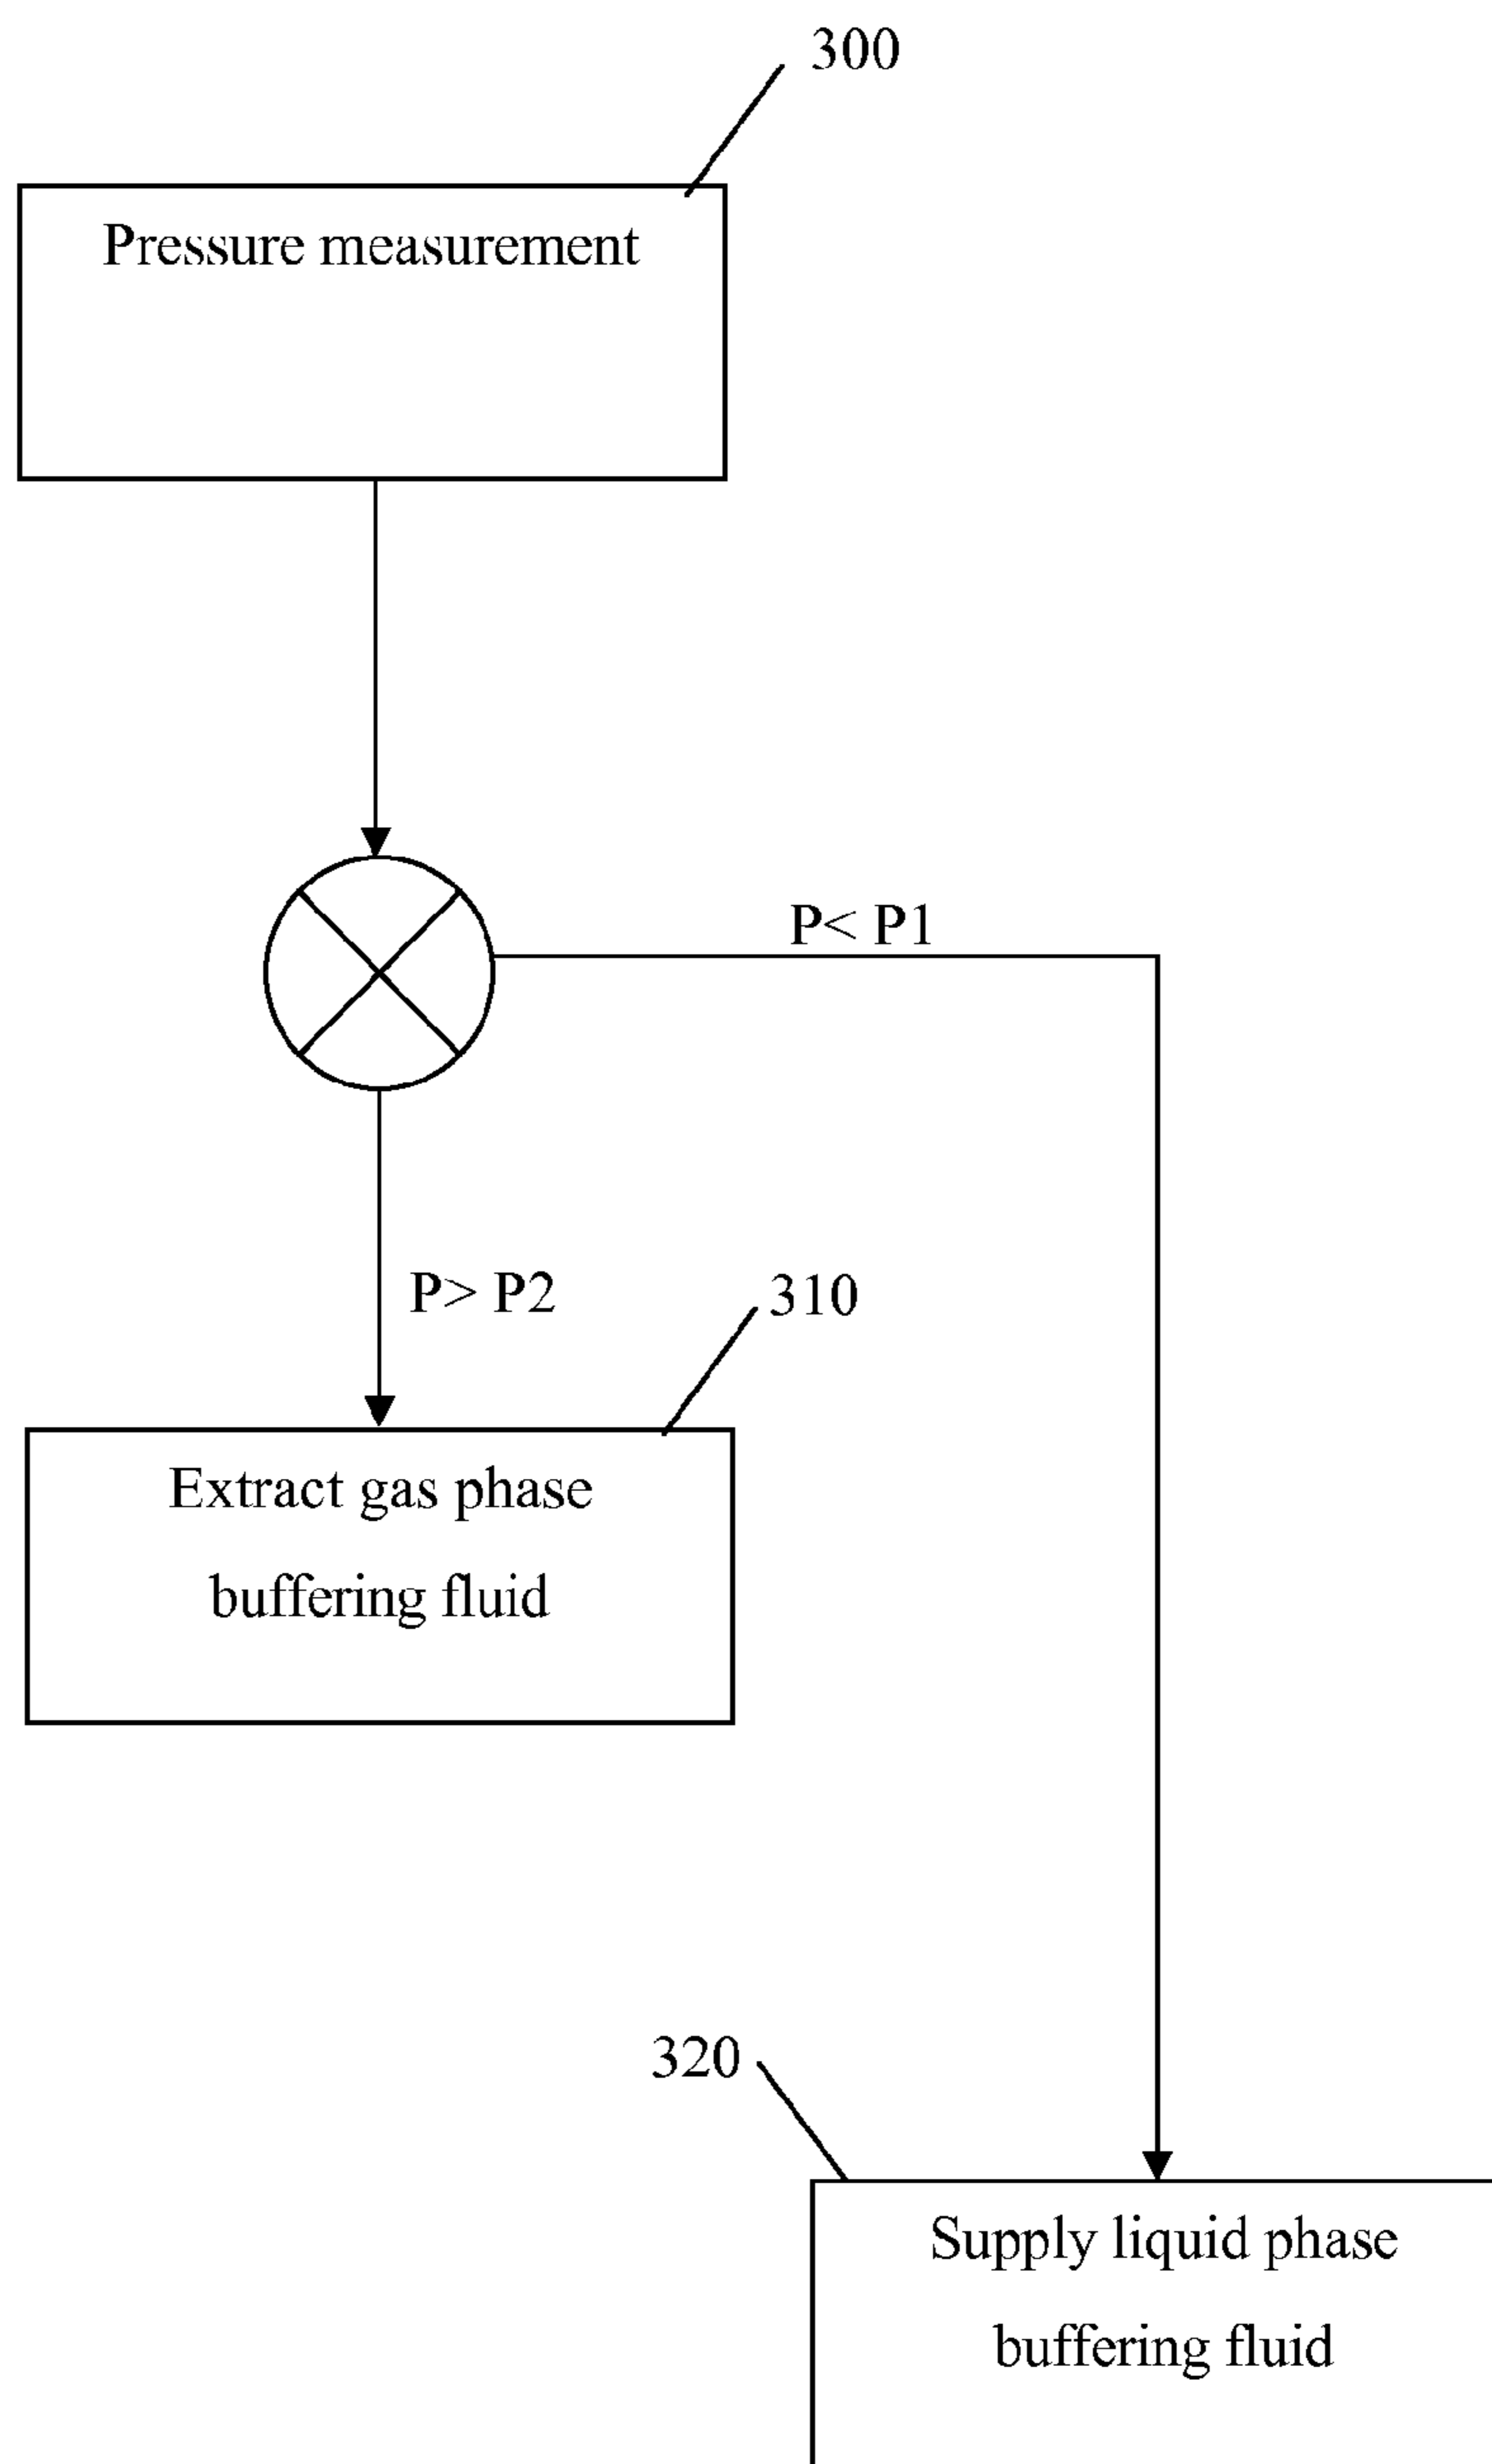 300
Pressure measurement
P< P1
P> P2
310
Extract gas phase
buffering fluid
320
Supply liquid phase
buffering fluid